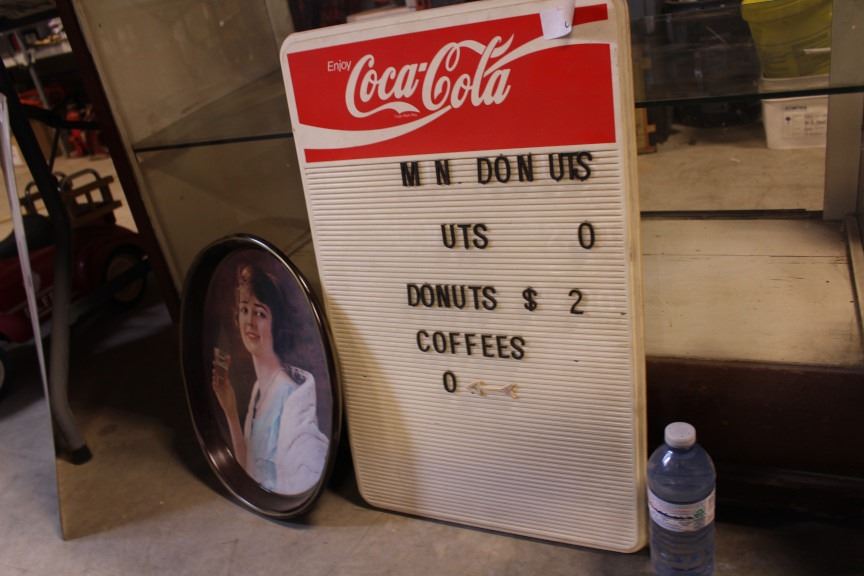 Enjoy
Coca-Cola
M N. DONUTS
UTS 0
DONUTS $ 2
COFFEES
0